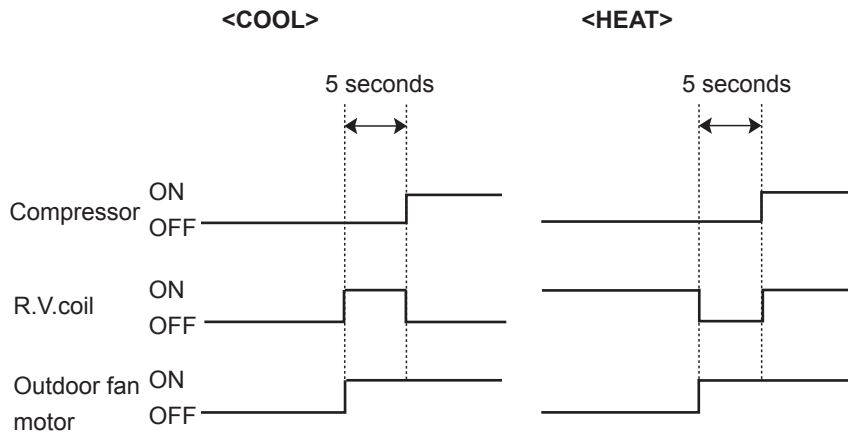 <COOL>
<HEAT>
5 seconds
5 seconds
Compressor
ON
OFF
R.V.coil
ON
OFF
Outdoor fan
motor
ON
OFF